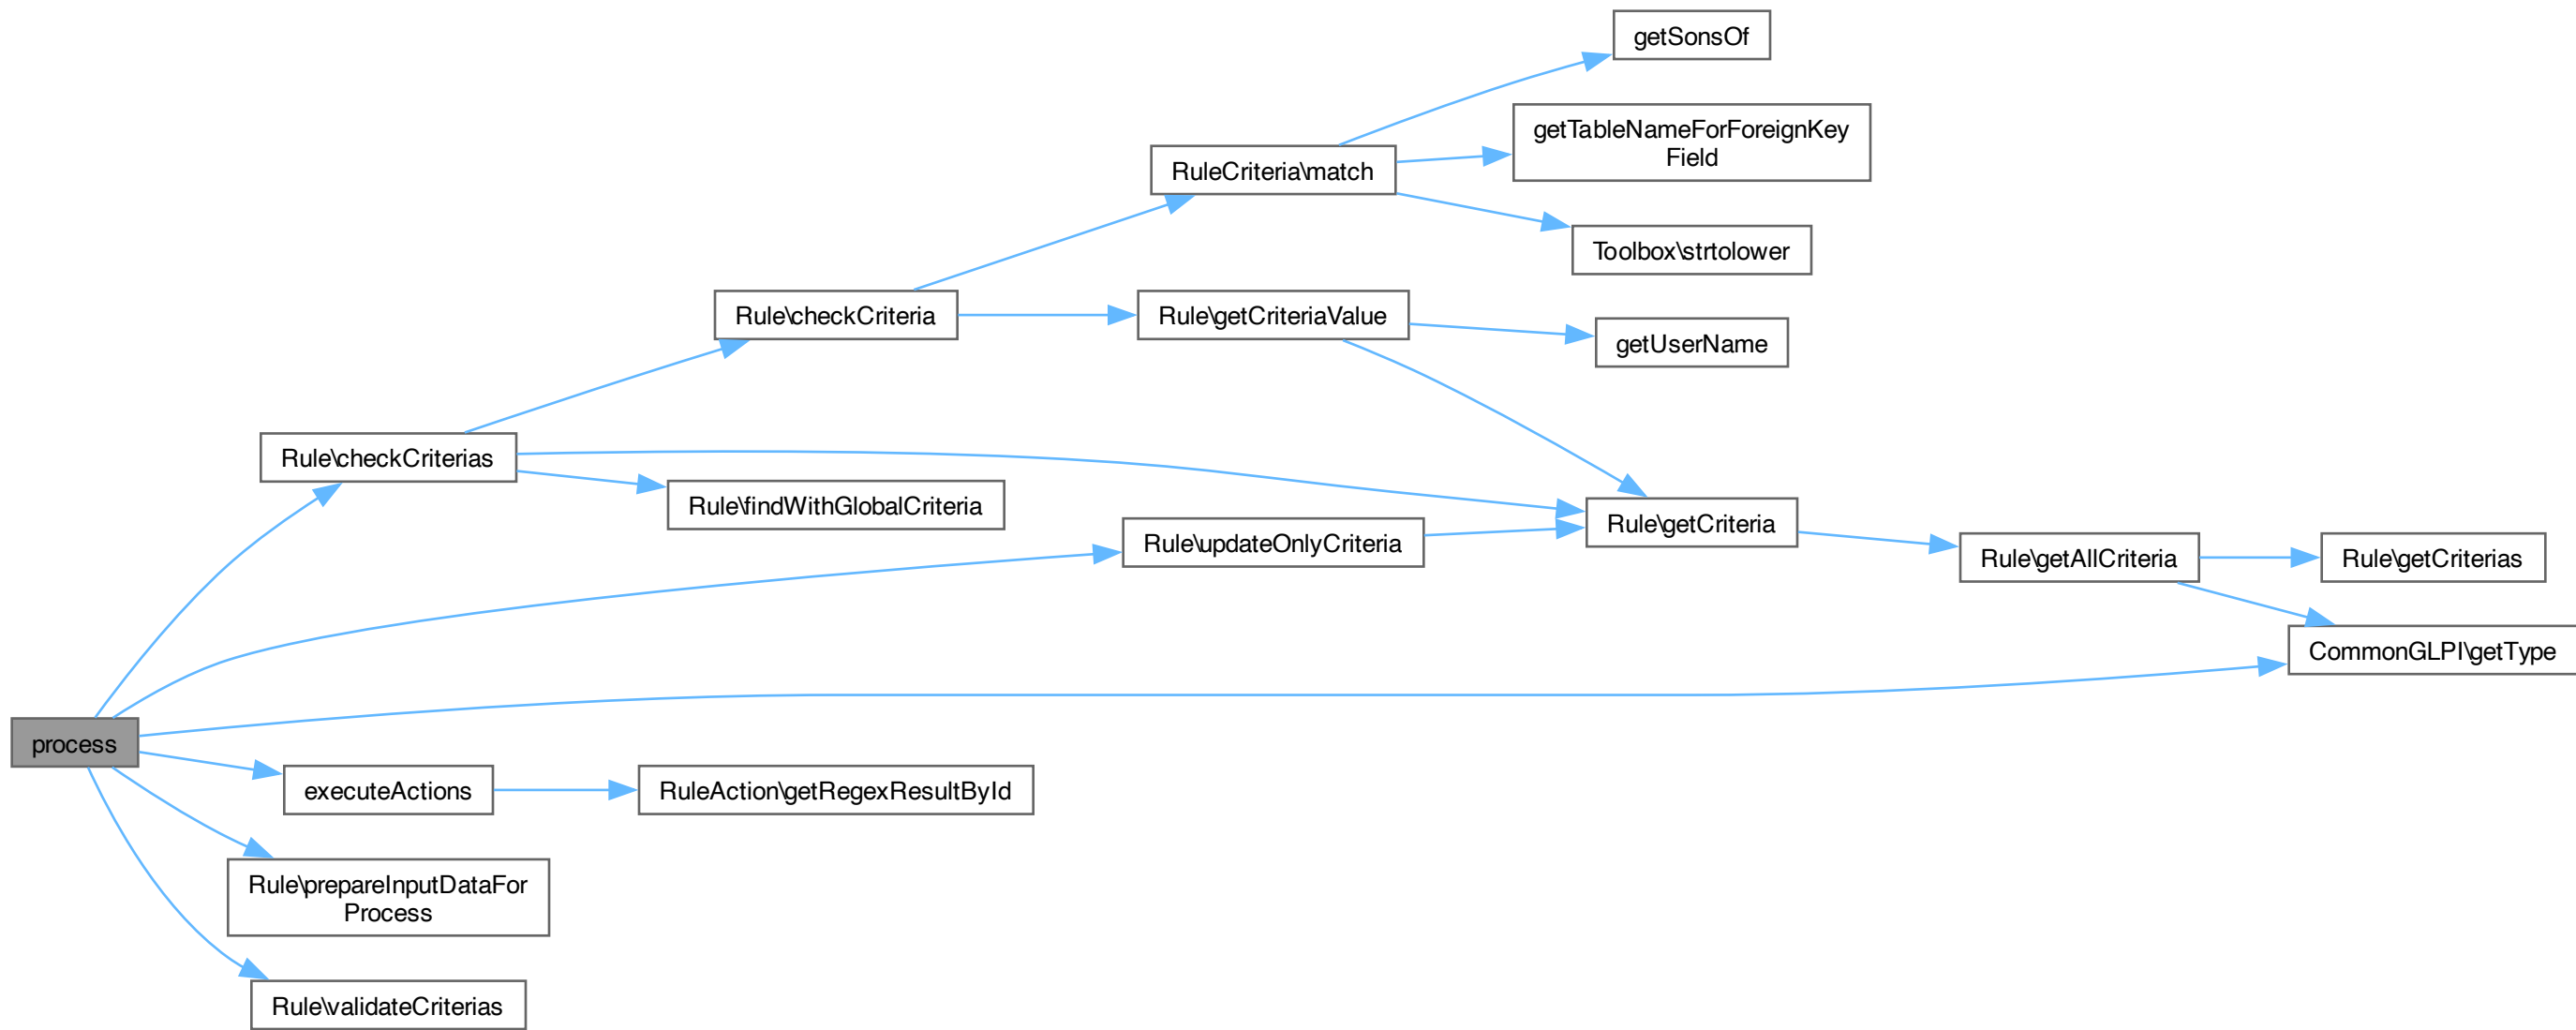 getSonsOf
getTableNameForForeignKey
Field
RuleCriteria\match
Toolbox\strtolower
Rule\checkCriteria
Rule\getCriteriaValue
getUserName
Rule\checkCriterias
Rule\findWithGlobalCriteria
Rule\getCriteria
Rule\updateOnlyCriteria
Rule\getAllCriteria
Rule\getCriterias
CommonGLPI\getType
process
executeActions
RuleAction\getRegexResultById
Rule\prepareInputDataFor
Process
Rule\validateCriterias